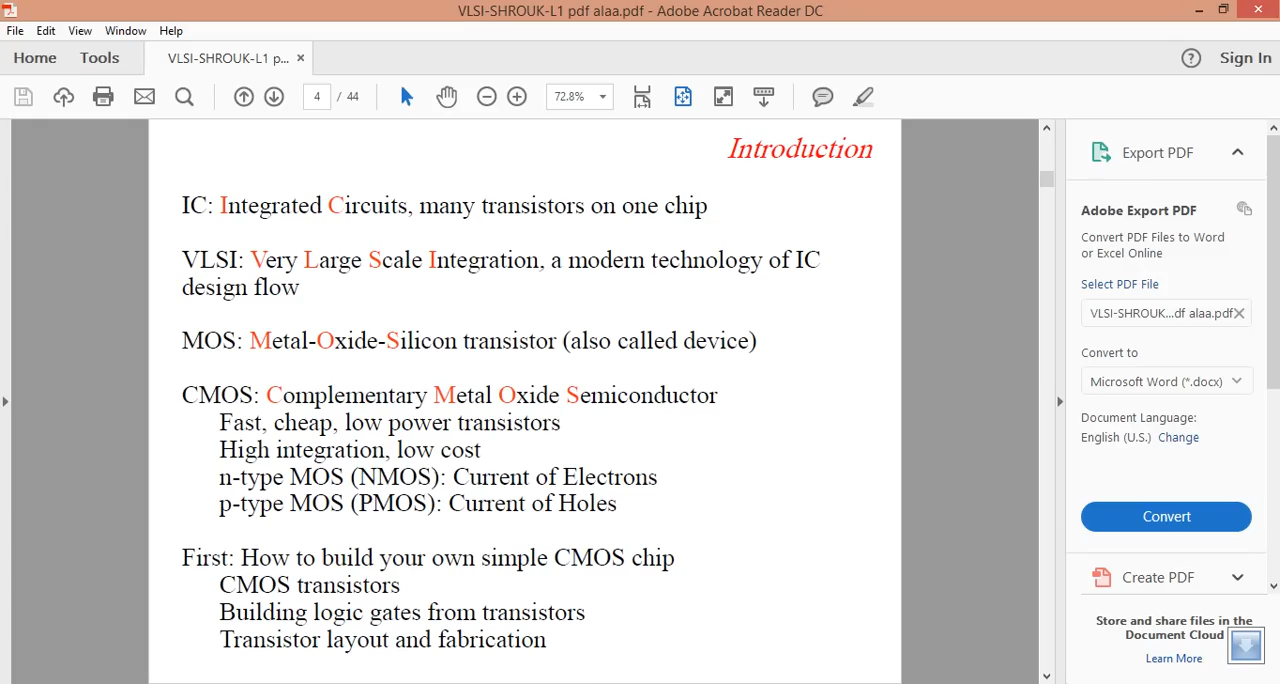 VLSI-SHROUK-L1 pdf alaa.pdf - Adobe Acrobat Reader DC
File Edit View Window Help
Home Tools VLSI-SHROUK-L1 p... × Sign In
4 / 44 72.8%
Introduction
IC: Integrated Circuits, many transistors on one chip
VLSI: Very Large Scale Integration, a modern technology of IC
design flow
MOS: Metal-Oxide-Silicon transistor (also called device)
CMOS: Complementary Metal Oxide Semiconductor
Fast, cheap, low power transistors
High integration, low cost
n-type MOS (NMOS): Current of Electrons
p-type MOS (PMOS): Current of Holes
First: How to build your own simple CMOS chip
CMOS transistors
Building logic gates from transistors
Transistor layout and fabrication
Export PDF
Adobe Export PDF
Convert PDF Files to Word
or Excel Online
Select PDF File
VLSI-SHROUK...df alaa.pdf
Convert to
Microsoft Word (*.docx)
Document Language:
English (U.S.) Change
Convert
Create PDF
Store and share files in the
Document Cloud
Learn More